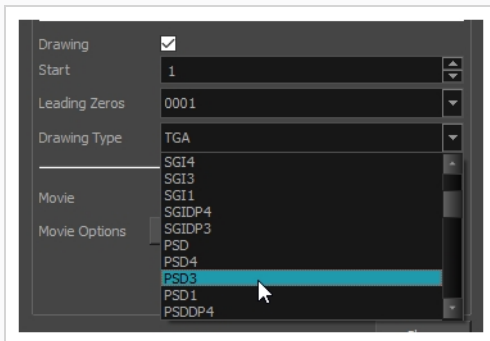 Drawing
Start 1
Leading Zeros 0001
Drawing Type TGA
SGI4
SGI3
SGI1
Movie
SGIDP4
SGIDP3
Movie Options
PSD
PSD4
PSD3
PSD1
PSDDP4